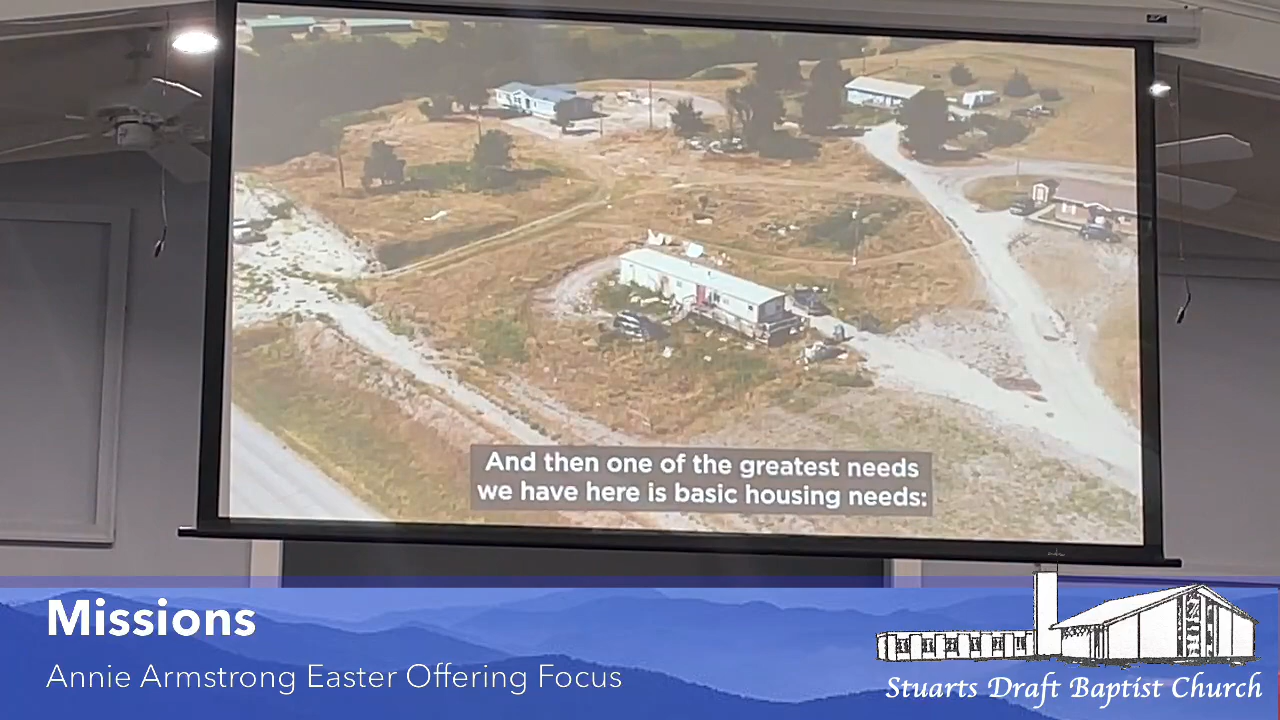 And then one of the greatest needs
we have here is basic housing needs:
Missions
Annie Armstrong Easter Offering Focus
Stuarts Draft Baptist Church